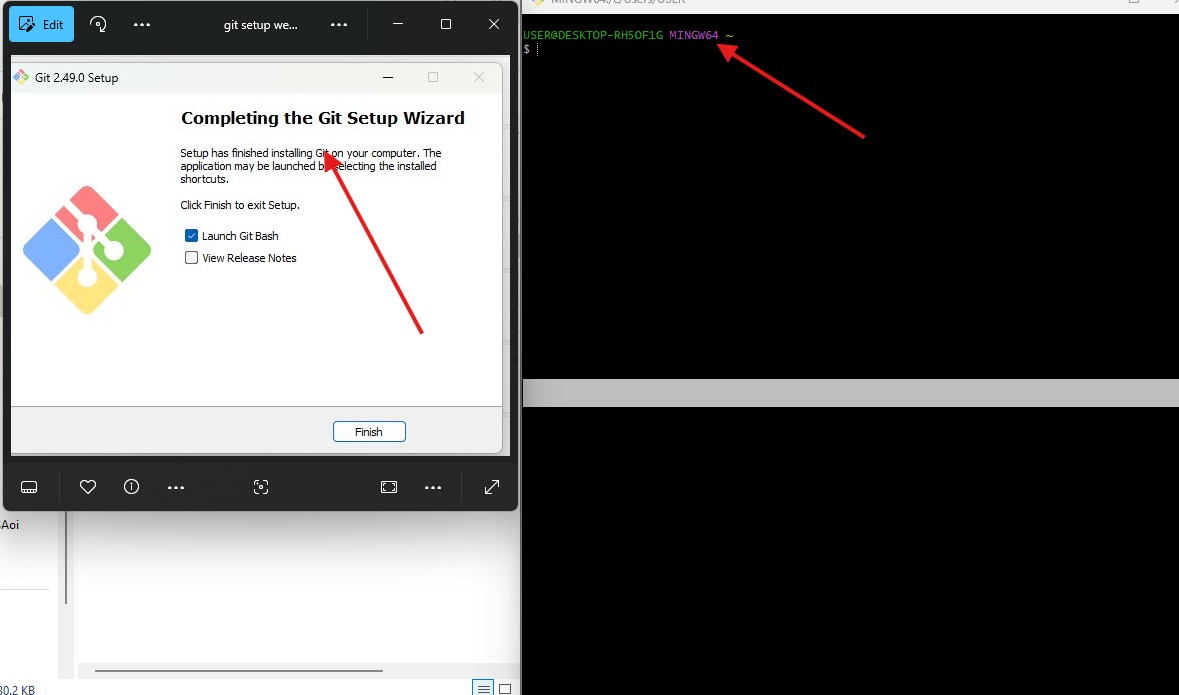 Edit
git setup we...
Git 2.49.0 Setup
Completing the Git Setup Wizard
Setup has finished installing Git on your computer. The
application may be launched by selecting the installed
shortcuts.
Click Finish to exit Setup.
Launch Git Bash
View Release Notes
Finish
Aoi
30.2 KB
USER@DESKTOP-RH5OF1G MINGW64 ~
$